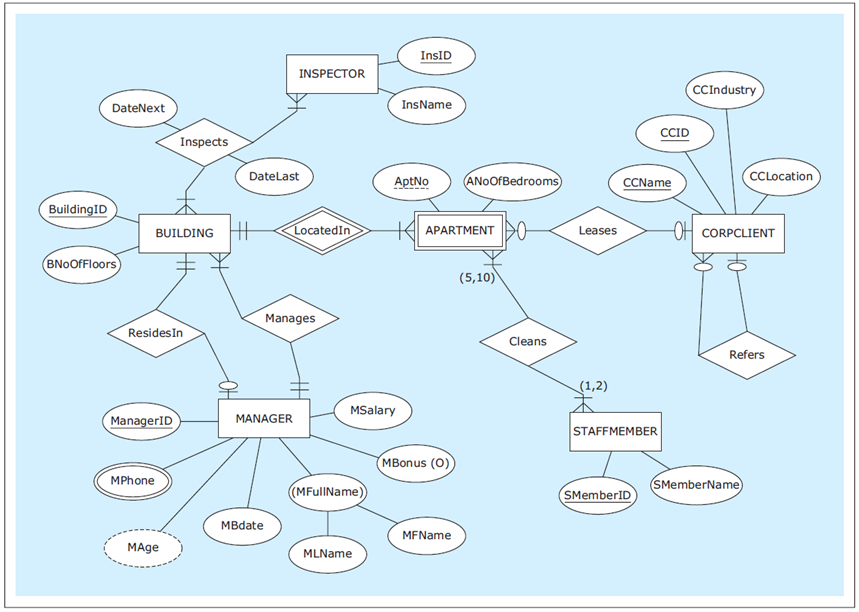 InsID
INSPECTOR
CCIndustry
DateNext
InsName
CCID
Inspects
DateLast
AptNo
ANoOfBedrooms
CCName
CCLocation
BuildingID
BUILDING
LocatedIn
APARTMENT
Leases
CORPCLIENT
BNoOfFloors
(5,10)
Manages
ResidesIn
Cleans
Refers
(1,2)
MSalary
ManagerID
MANAGER
STAFFMEMBER
MBonus (O)
MPhone
(MFullName)
SMemberID
SMemberName
MBdate
MFName
MAge
MLName